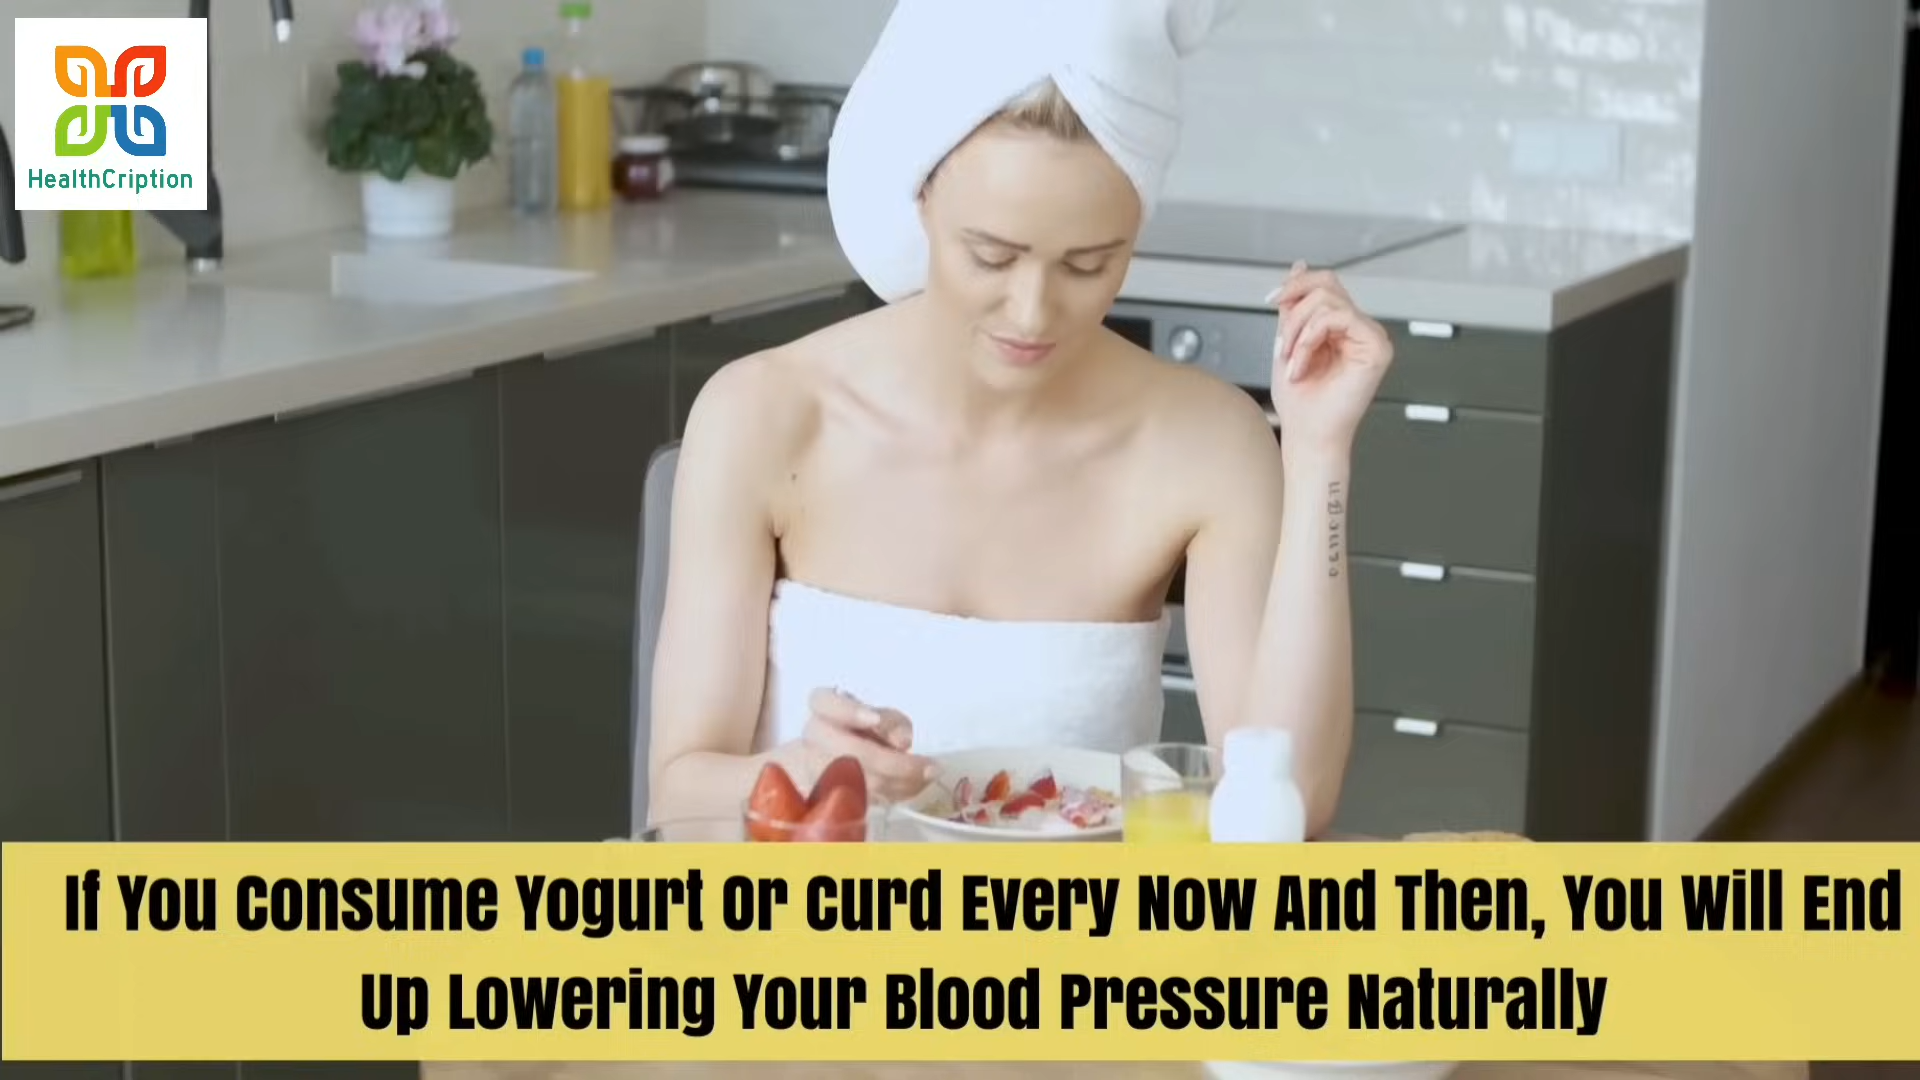 HealthCription
If You Consume Yogurt Or Curd Every Now And Then, You Will End
Up Lowering Your Blood Pressure Naturally